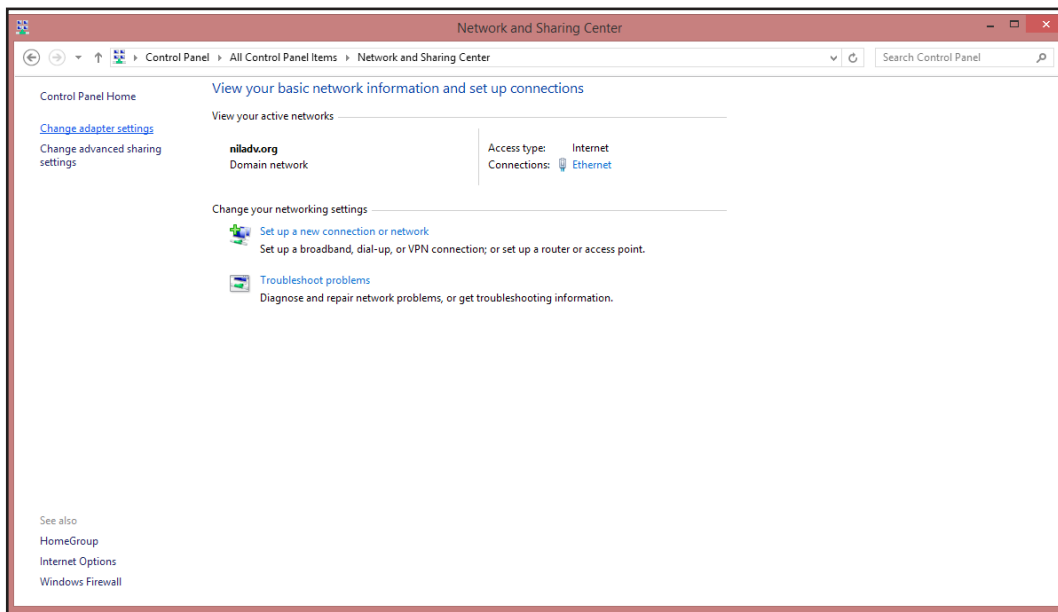 Network and Sharing Center
Control Panel All Control Panel Items Network and Sharing Center
Search Control Panel
Control Panel Home
Change adapter settings
Change advanced sharing
settings
View your basic network information and set up connections
View your active networks
niladv.org
Domain network
Access type: Internet
Connections: Ethernet
Change your networking settings
Set up a new connection or network
Set up a broadband, dial-up, or VPN connection; or set up a router or access point.
Troubleshoot problems
Diagnose and repair network problems, or get troubleshooting information.
See also
HomeGroup
Internet Options
Windows Firewall